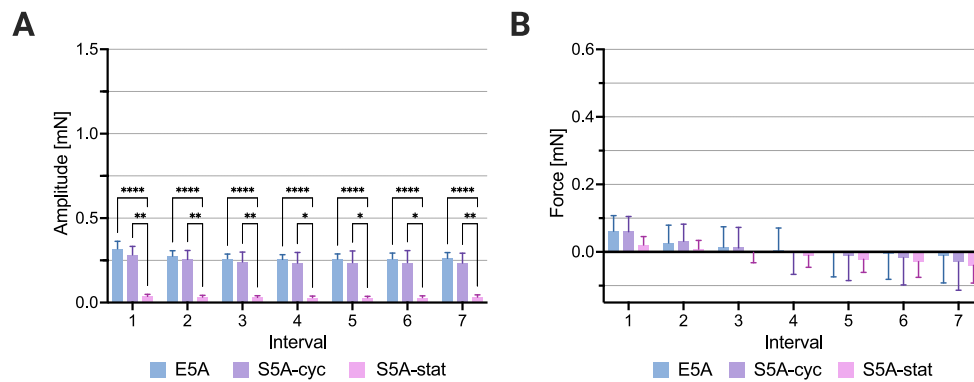 A
Amplitude [mN]
1.5
1.0
0.5
0.0
**** **** **** **** **** **** ****
** ** ** * * * **
1 2 3 4 5 6 7
Interval
E5A S5A-cyc S5A-stat
B
Force [mN]
0.6
0.4
0.2
0.0
1 2 3 4 5 6 7
Interval
E5A S5A-cyc S5A-stat